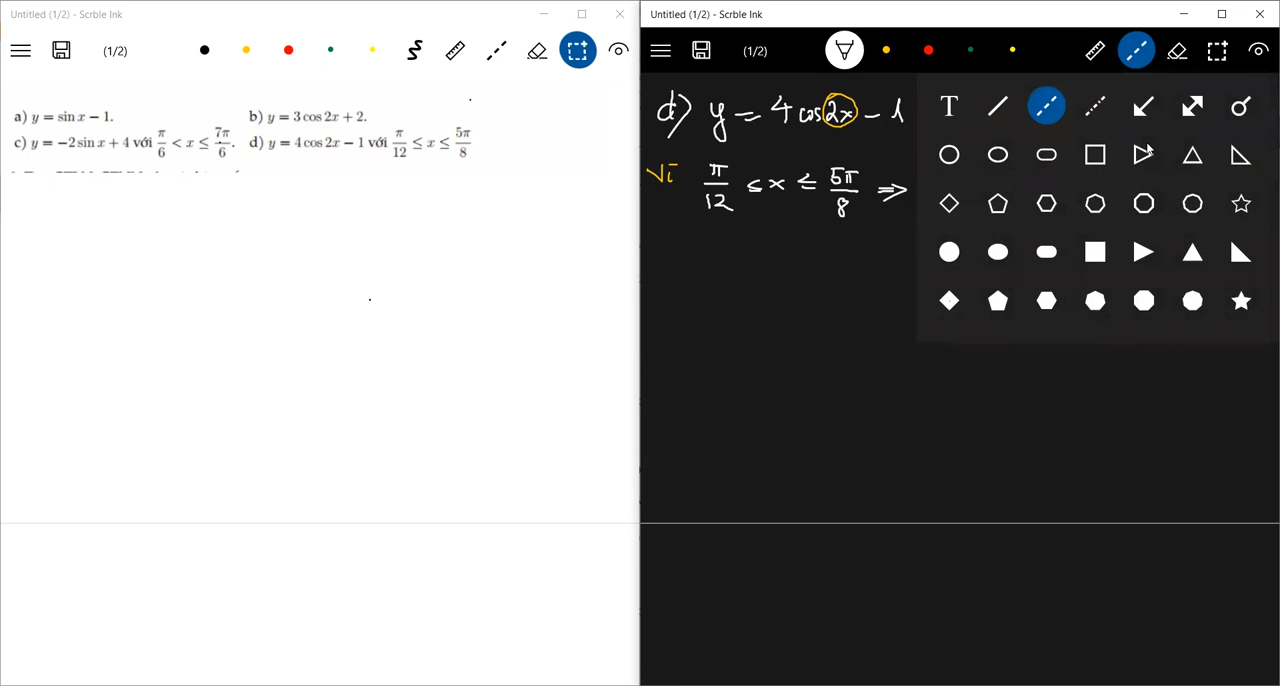 Untitled (1/2) - Scrble Ink
(1/2)
a) y = sin x − 1.
b) y = 3 cos 2x + 2.
c) y = −2 sin x + 4 với π/6 < x ≤ 7π/6.
d) y = 4 cos 2x − 1 với π/12 ≤ x ≤ 5π/8
Untitled (1/2) - Scrble Ink
(1/2)
T
d) y = 4 cos 2x − 1
Vì π/12 ≤ x ≤ 5π/8 ⇒